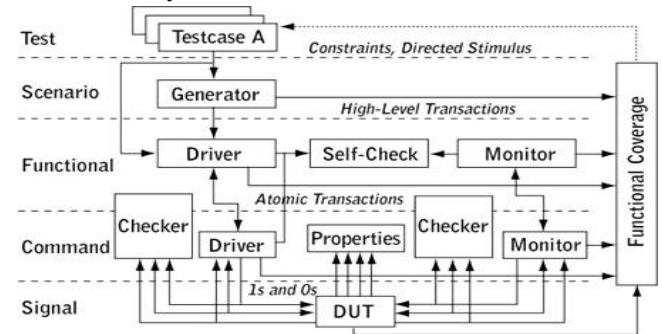 Test
Testcase A
Constraints, Directed Stimulus
Scenario
Generator
High-Level Transactions
Functional
Driver
Self-Check
Monitor
Atomic Transactions
Functional Coverage
Command
Checker
Driver
Properties
Checker
Monitor
1s and 0s
Signal
DUT